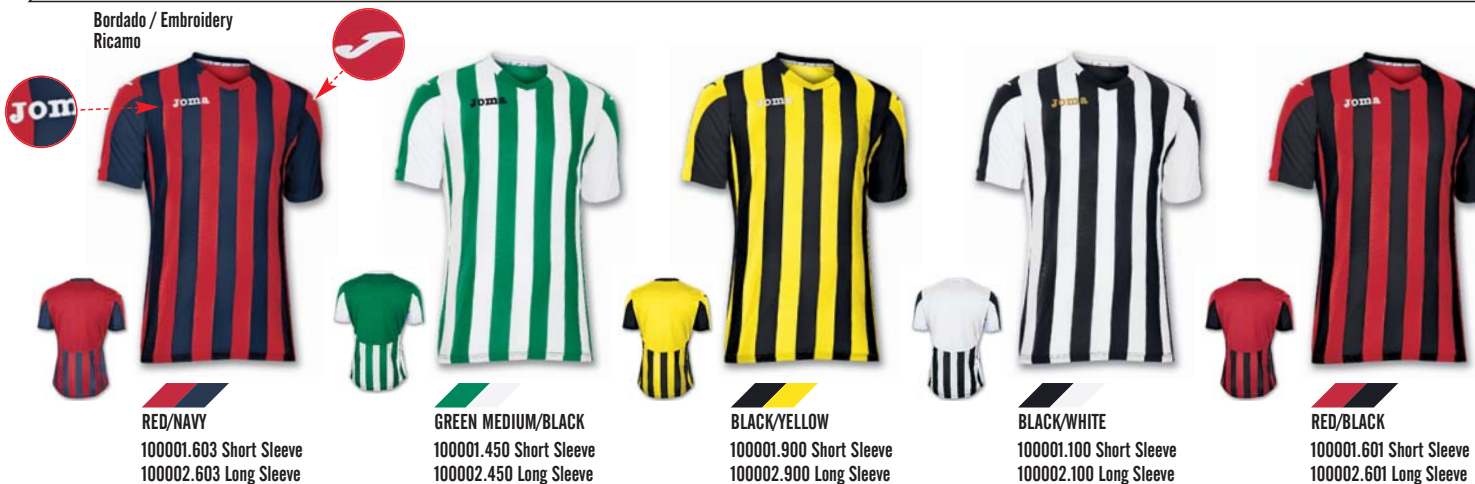 Bordado / Embroidery
Ricamo
Jom
Joma
Joma
Joma
Joma
Joma
RED/NAVY
100001.603 Short Sleeve
100002.603 Long Sleeve
GREEN MEDIUM/BLACK
100001.450 Short Sleeve
100002.450 Long Sleeve
BLACK/YELLOW
100001.900 Short Sleeve
100002.900 Long Sleeve
BLACK/WHITE
100001.100 Short Sleeve
100002.100 Long Sleeve
RED/BLACK
100001.601 Short Sleeve
100002.601 Long Sleeve